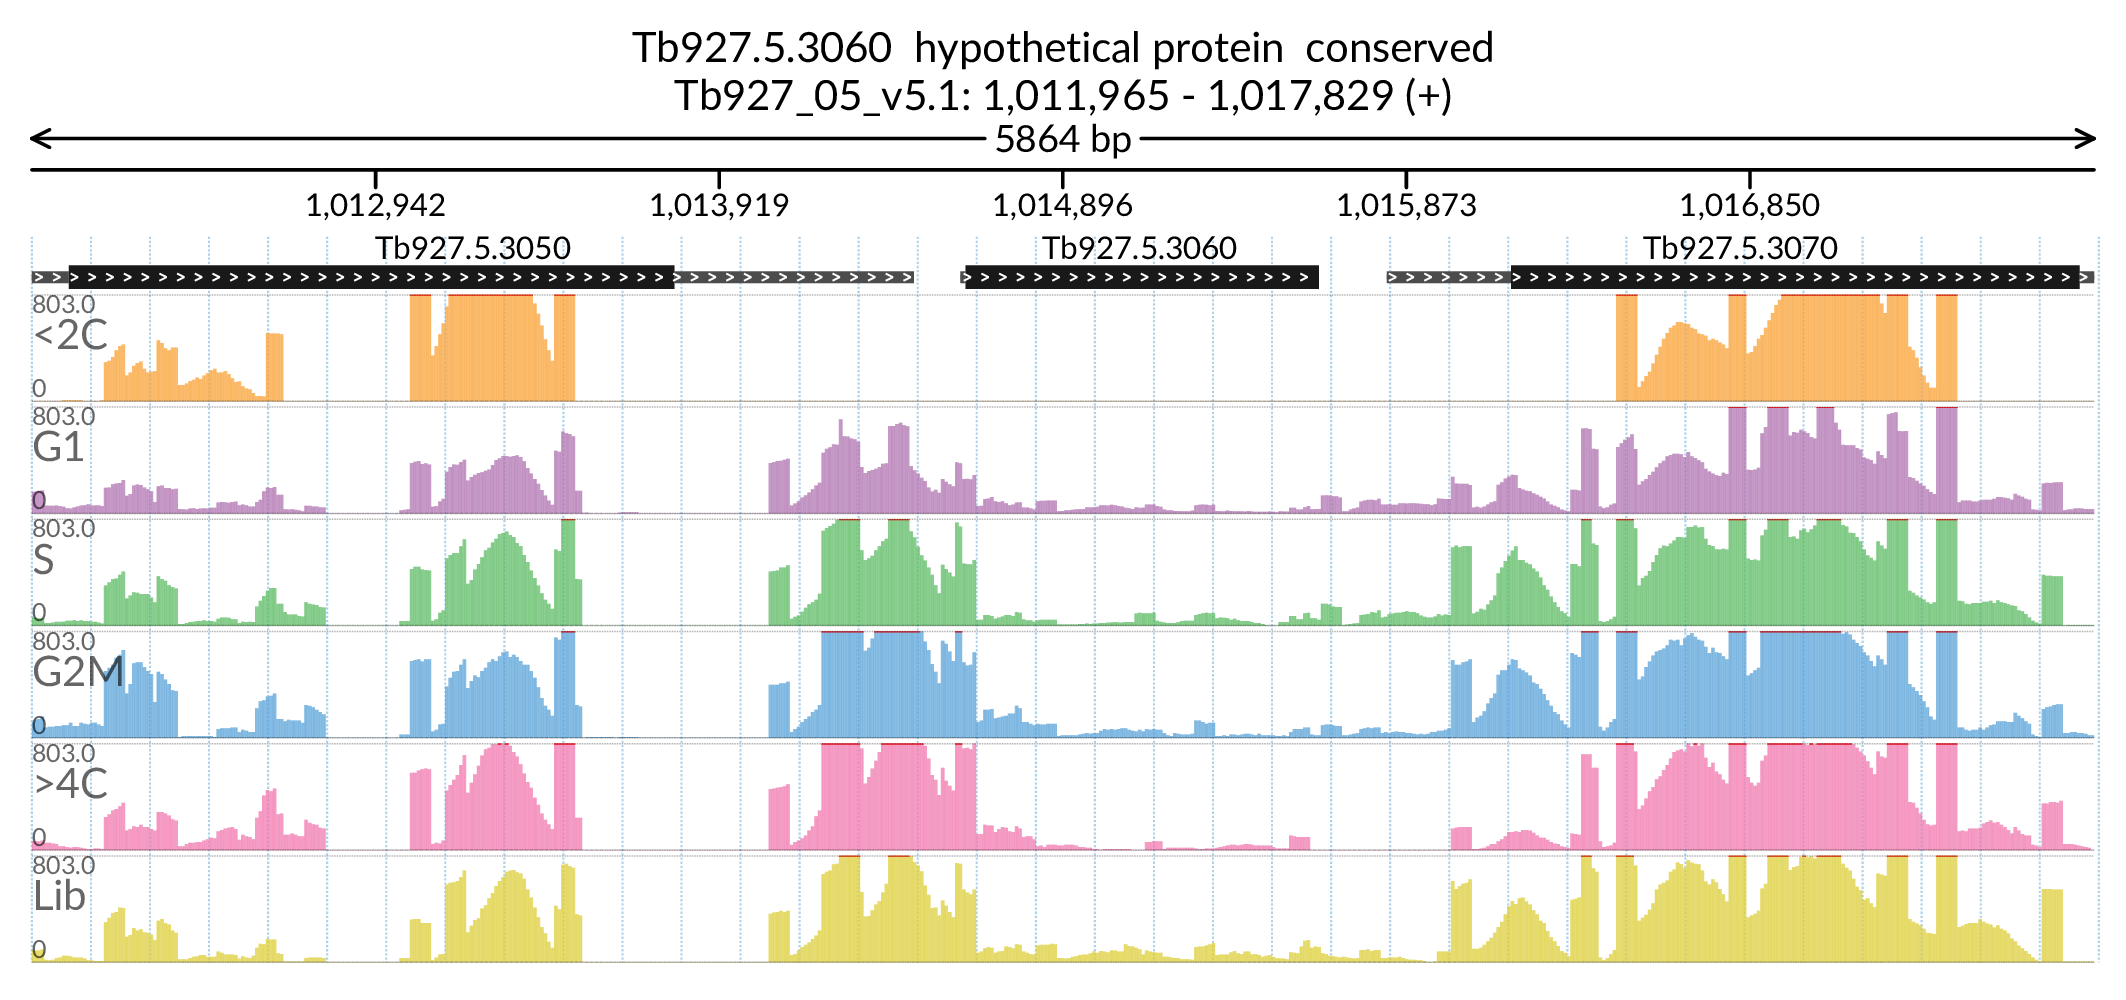 Tb927.5.3060 hypothetical protein conserved
Tb927_05_v5.1: 1,011,965 - 1,017,829 (+)
5864 bp
1,012,942 1,013,919 1,014,896 1,015,873 1,016,850
Tb927.5.3050 Tb927.5.3060 Tb927.5.3070
803.0
<2C
0
803.0
G1
0
803.0
S
0
803.0
G2M
0
803.0
>4C
0
803.0
Lib
0